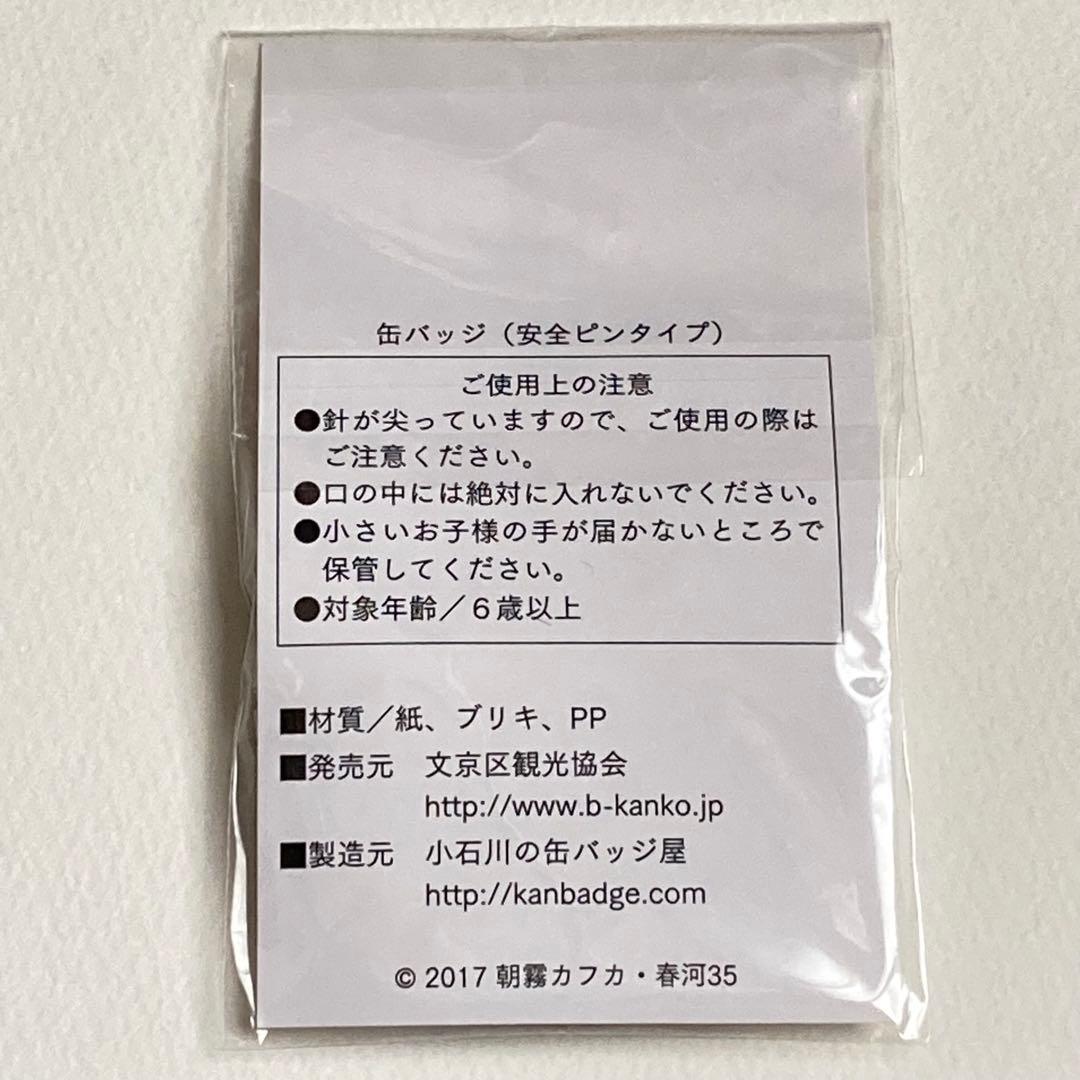 缶バッジ（安全ピンタイプ）
ご使用上の注意
●針が尖っていますので、ご使用の際は
ご注意ください。
●口の中には絶対に入れないでください。
●小さいお子様の手が届かないところで
保管してください。
●対象年齢／６歳以上
■材質／紙、ブリキ、PP
■発売元　文京区観光協会
http://www.b-kanko.jp
■製造元　小石川の缶バッジ屋
http://kanbadge.com
© 2017 朝霧カフカ・春河35